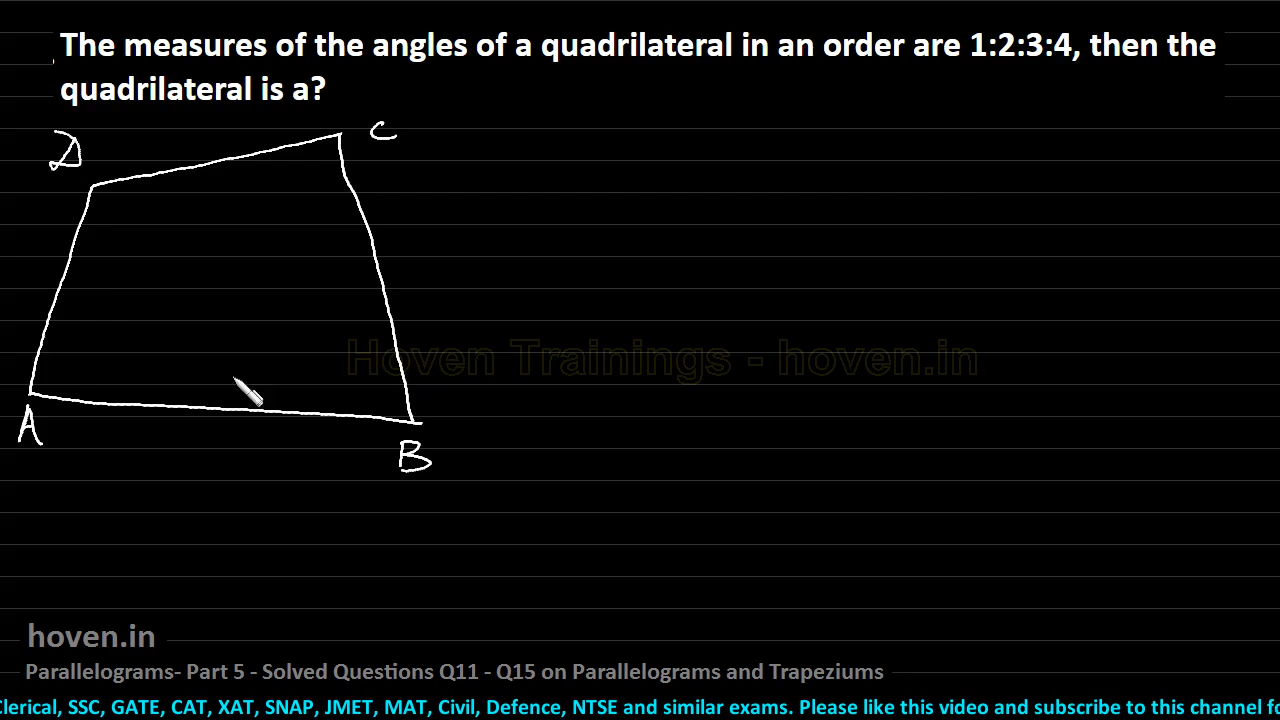 The measures of the angles of a quadrilateral in an order are 1:2:3:4, then the
quadrilateral is a?
D
C
Hoven Trainings - hoven.in
A
B
hoven.in
Parallelograms- Part 5 - Solved Questions Q11 - Q15 on Parallelograms and Trapeziums
Clerical, SSC, GATE, CAT, XAT, SNAP, JMET, MAT, Civil, Defence, NTSE and similar exams. Please like this video and subscribe to this channel fo